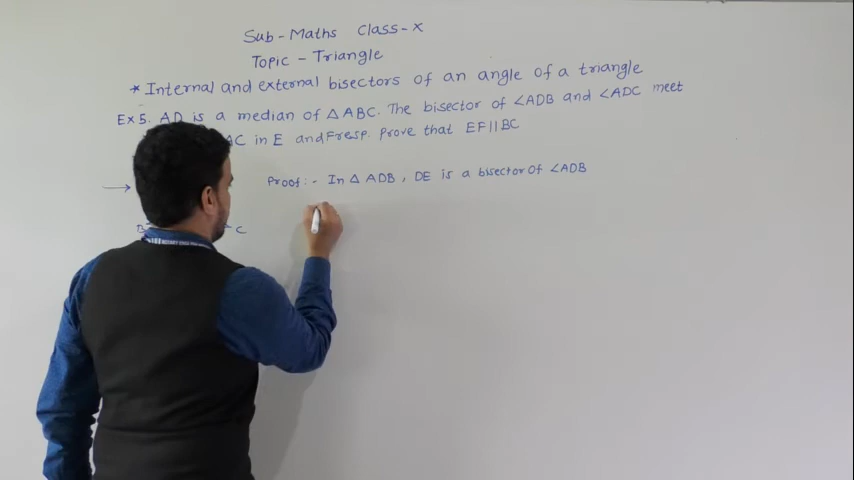 Sub - Maths Class - X
Topic - Triangle
* Internal and external bisectors of an angle of a triangle
Ex 5. AD is a median of △ABC. The bisector of ∠ADB and ∠ADC meet
AC in E and F resp. Prove that EF || BC
Proof :- In △ ADB, DE is a bisector of ∠ADB
B C